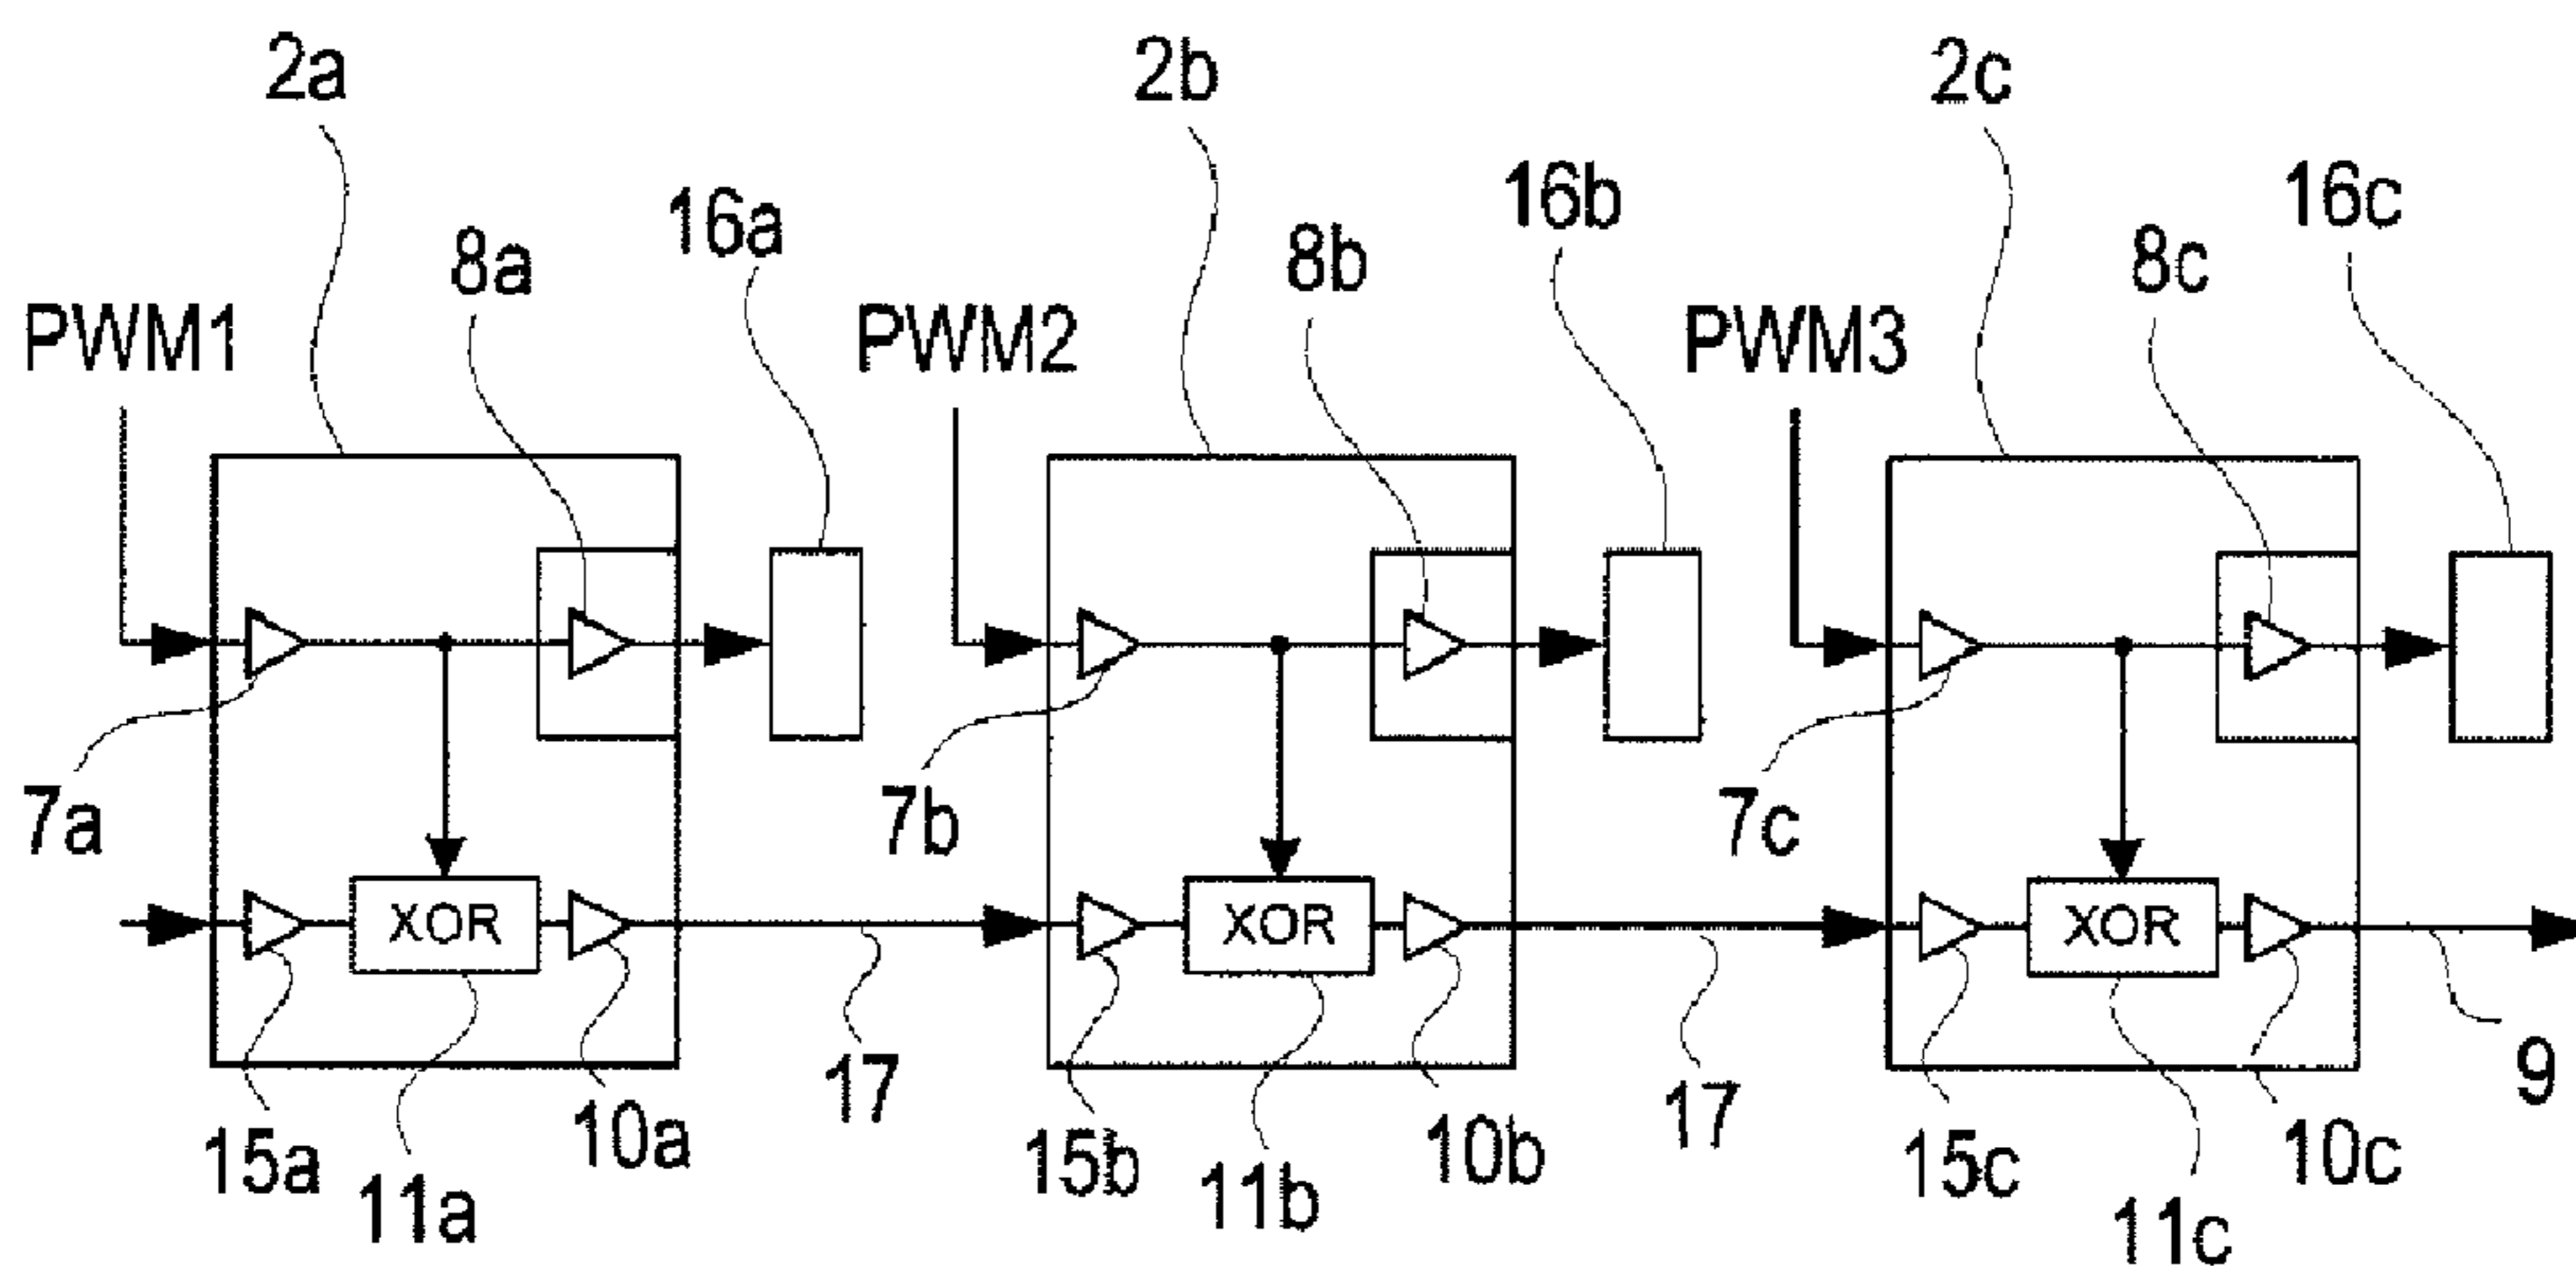 2a 2b 2c
16a 16b 16c
8a 8b 8c
PWM1 PWM2 PWM3
7a 7b 7c
XOR XOR XOR
17 17 9
15a 10a 15b 10b 15c 10c
11a 11b 11c